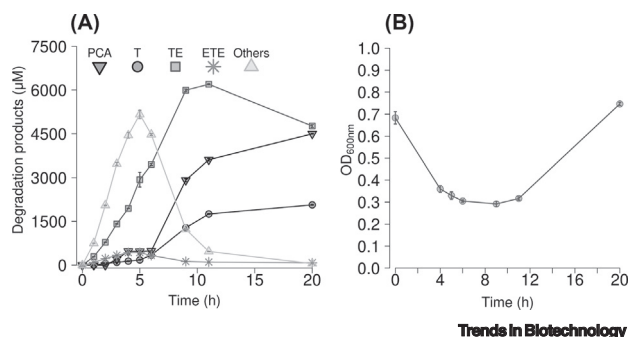 (A)
(B)
PCA T TE ETE Others
Degradation products (µM)
7500
6000
4500
3000
1500
0
0 5 10 15 20
Time (h)
OD600nm
1.0
0.9
0.8
0.7
0.6
0.5
0.4
0.3
0.2
0.1
0.0
0 4 8 12 16 20
Time (h)
Trends in Biotechnology